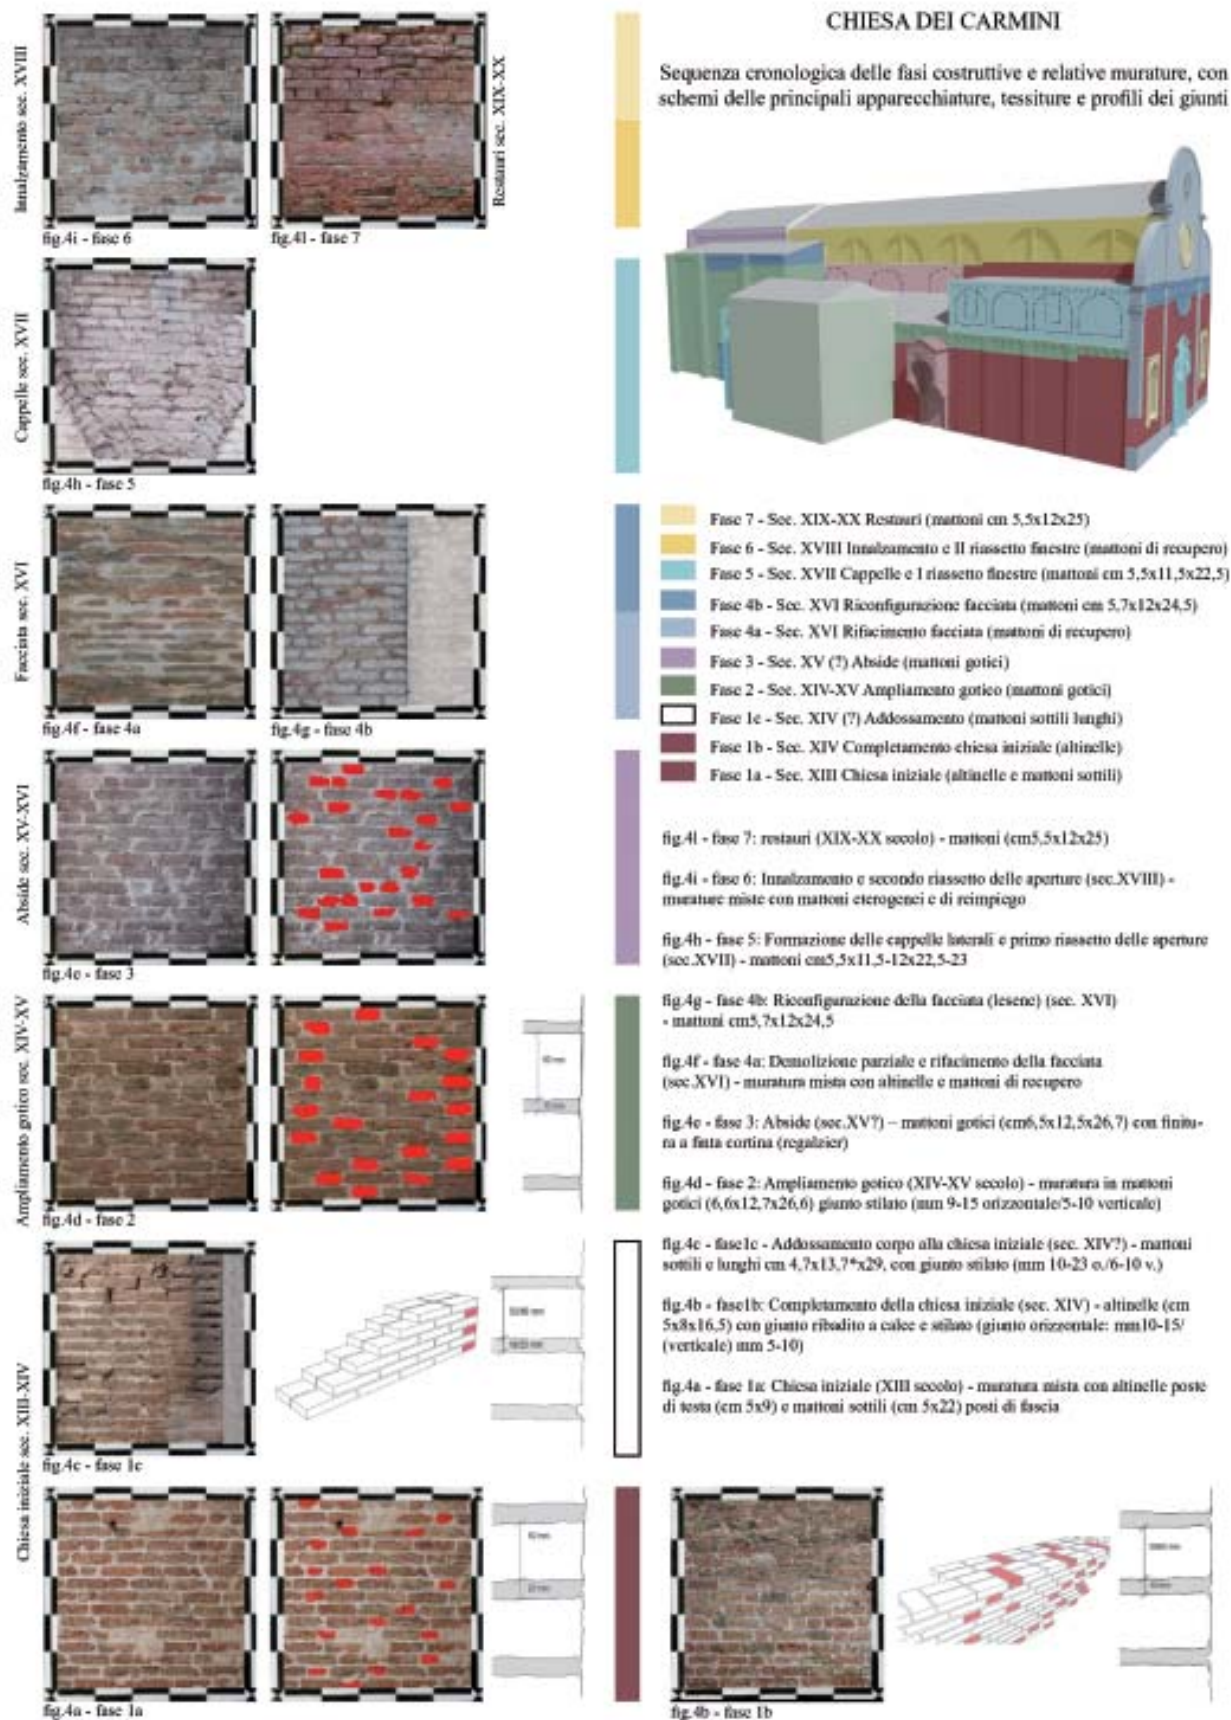 CHIESA DEI CARMINI
Sequenza cronologica delle fasi costruttive e relative murature, con
schemi delle principali apparecchiature, tessiture e profili dei giunti
Innalzamento sec. XVIII
fig.4i - fase 6
fig.4l - fase 7
Restauri sec. XIX-XX
Cappelle sec. XVII
fig.4h - fase 5
Facciata sec. XVI
fig.4f - fase 4a
fig.4g - fase 4b
Abside sec. XV-XVI
fig.4e - fase 3
Ampliamento gotico sec. XIV-XV
fig.4d - fase 2
Chiesa iniziale sec. XIII-XIV
fig.4c - fase 1c
fig.4a - fase 1a
fig.4b - fase 1b
Fase 7 - Sec. XIX-XX Restauri (mattoni cm 5,5x12x25)
Fase 6 - Sec. XVIII Innalzamento e II riassetto finestre (mattoni di recupero)
Fase 5 - Sec. XVII Cappelle e I riassetto finestre (mattoni cm 5,5x11,5x22,5)
Fase 4b - Sec. XVI Riconfigurazione facciata (mattoni cm 5,7x12x24,5)
Fase 4a - Sec. XVI Rifacimento facciata (mattoni di recupero)
Fase 3 - Sec. XV (?) Abside (mattoni gotici)
Fase 2 - Sec. XIV-XV Ampliamento gotico (mattoni gotici)
Fase 1c - Sec. XIV (?) Addossamento (mattoni sottili lunghi)
Fase 1b - Sec. XIV Completamento chiesa iniziale (altinelle)
Fase 1a - Sec. XIII Chiesa iniziale (altinelle e mattoni sottili)
fig.4l - fase 7: restauri (XIX-XX secolo) - mattoni (cm5,5x12x25)
fig.4i - fase 6: Innalzamento e secondo riassetto delle aperture (sec.XVIII) -
murature miste con mattoni eterogenei e di reimpiego
fig.4h - fase 5: Formazione delle cappelle laterali e primo riassetto delle aperture
(sec.XVII) - mattoni cm5,5x11,5-12x22,5-23
fig.4g - fase 4b: Riconfigurazione della facciata (lesene) (sec. XVI)
- mattoni cm5,7x12x24,5
fig.4f - fase 4a: Demolizione parziale e rifacimento della facciata
(sec.XVI) - muratura mista con altinelle e mattoni di recupero
fig.4e - fase 3: Abside (sec.XV?) – mattoni gotici (cm6,5x12,5x26,7) con finitu-
ra a finta cortina (regalzier)
fig.4d - fase 2: Ampliamento gotico (XIV-XV secolo) - muratura in mattoni
gotici (6,6x12,7x26,6) giunto stilato (mm 9-15 orizzontale/5-10 verticale)
fig.4c - fase1c - Addossamento corpo alla chiesa iniziale (sec. XIV?) - mattoni
sottili e lunghi cm 4,7x13,7*x29, con giunto stilato (mm 10-23 o./6-10 v.)
fig.4b - fase1b: Completamento della chiesa iniziale (sec. XIV) - altinelle (cm
5x8x16,5) con giunto ribadito a calce e stilato (giunto orizzontale: mm10-15/
(verticale) mm 5-10)
fig.4a - fase 1a: Chiesa iniziale (XIII secolo) - muratura mista con altinelle poste
di testa (cm 5x9) e mattoni sottili (cm 5x22) posti di fascia